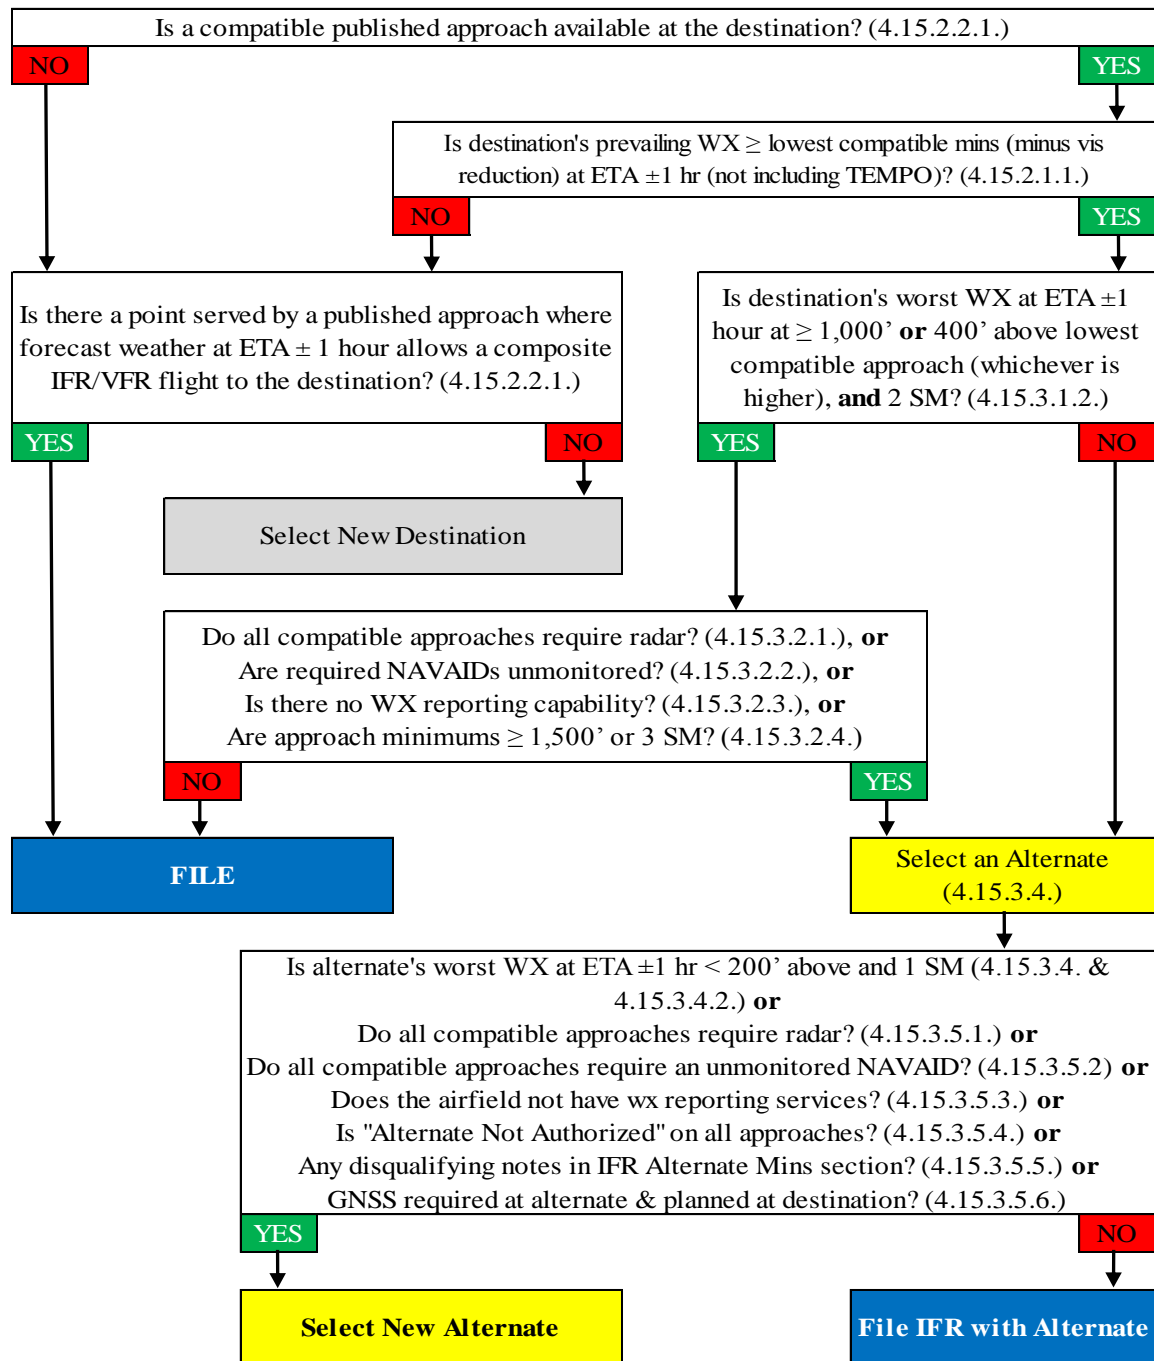 Is a compatible published approach available at the destination? (4.15.2.2.1.)
NO
YES
Is destination's prevailing WX ≥ lowest compatible mins (minus vis
reduction) at ETA ±1 hr (not including TEMPO)? (4.15.2.1.1.)
NO
YES
Is there a point served by a published approach where
forecast weather at ETA ± 1 hour allows a composite
IFR/VFR flight to the destination? (4.15.2.2.1.)
YES
NO
Is destination's worst WX at ETA ±1
hour at ≥ 1,000’ or 400’ above lowest
compatible approach (whichever is
higher), and 2 SM? (4.15.3.1.2.)
YES
NO
Select New Destination
Do all compatible approaches require radar? (4.15.3.2.1.), or
Are required NAVAIDs unmonitored? (4.15.3.2.2.), or
Is there no WX reporting capability? (4.15.3.2.3.), or
Are approach minimums ≥ 1,500’ or 3 SM? (4.15.3.2.4.)
NO
YES
FILE
Select an Alternate
(4.15.3.4.)
Is alternate's worst WX at ETA ±1 hr < 200’ above and 1 SM (4.15.3.4. &
4.15.3.4.2.) or
Do all compatible approaches require radar? (4.15.3.5.1.) or
Do all compatible approaches require an unmonitored NAVAID? (4.15.3.5.2) or
Does the airfield not have wx reporting services? (4.15.3.5.3.) or
Is "Alternate Not Authorized" on all approaches? (4.15.3.5.4.) or
Any disqualifying notes in IFR Alternate Mins section? (4.15.3.5.5.) or
GNSS required at alternate & planned at destination? (4.15.3.5.6.)
YES
NO
Select New Alternate
File IFR with Alternate